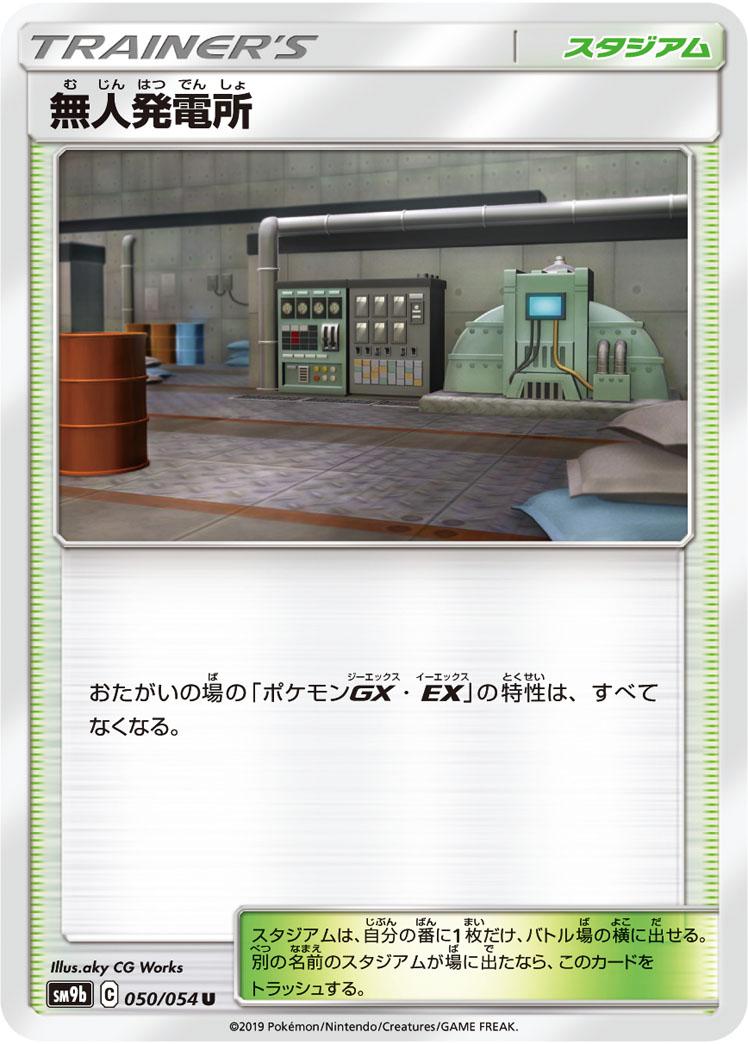 TRAINER'S
スタジアム
む じん はつ でん しょ
無人発電所
ば ジーエックス イーエックス とくせい
おたがいの場の「ポケモンGX・EX」の特性は、すべて
なくなる。
じぶん ばん まい ば よこ だ
スタジアムは、自分の番に1枚だけ、バトル場の横に出せる。
べつ なまえ ば で
別の名前のスタジアムが場に出たなら、このカードを
トラッシュする。
Illus.aky CG Works
SM9b C 050/054 U
©2019 Pokémon/Nintendo/Creatures/GAME FREAK.